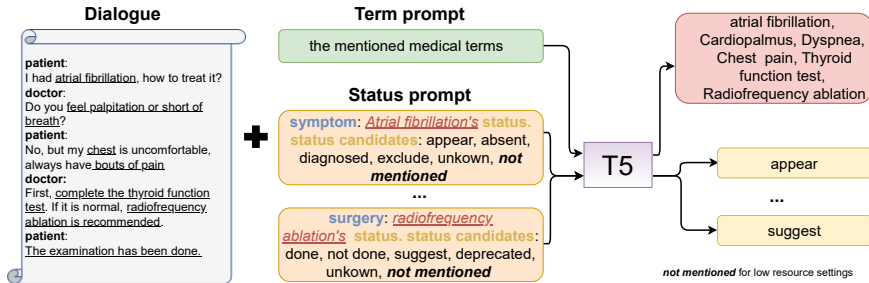 Dialogue
patient:
I had atrial fibrillation, how to treat it?
doctor:
Do you feel palpitation or short of
breath?
patient:
No, but my chest is uncomfortable,
always have bouts of pain
doctor:
First, complete the thyroid function
test. If it is normal, radiofrequency
ablation is recommended.
patient:
The examination has been done.
Term prompt
the mentioned medical terms
Status prompt
symptom: Atrial fibrillation's status.
status candidates: appear, absent,
diagnosed, exclude, unkown, not
mentioned
...
surgery: radiofrequency
ablation's status. status candidates:
done, not done, suggest, deprecated,
unknown, not mentioned
T5
atrial fibrillation,
Cardiopalmus, Dyspnea,
Chest pain, Thyroid
function test,
Radiofrequency ablation
appear
...
suggest
not mentioned for low resource settings